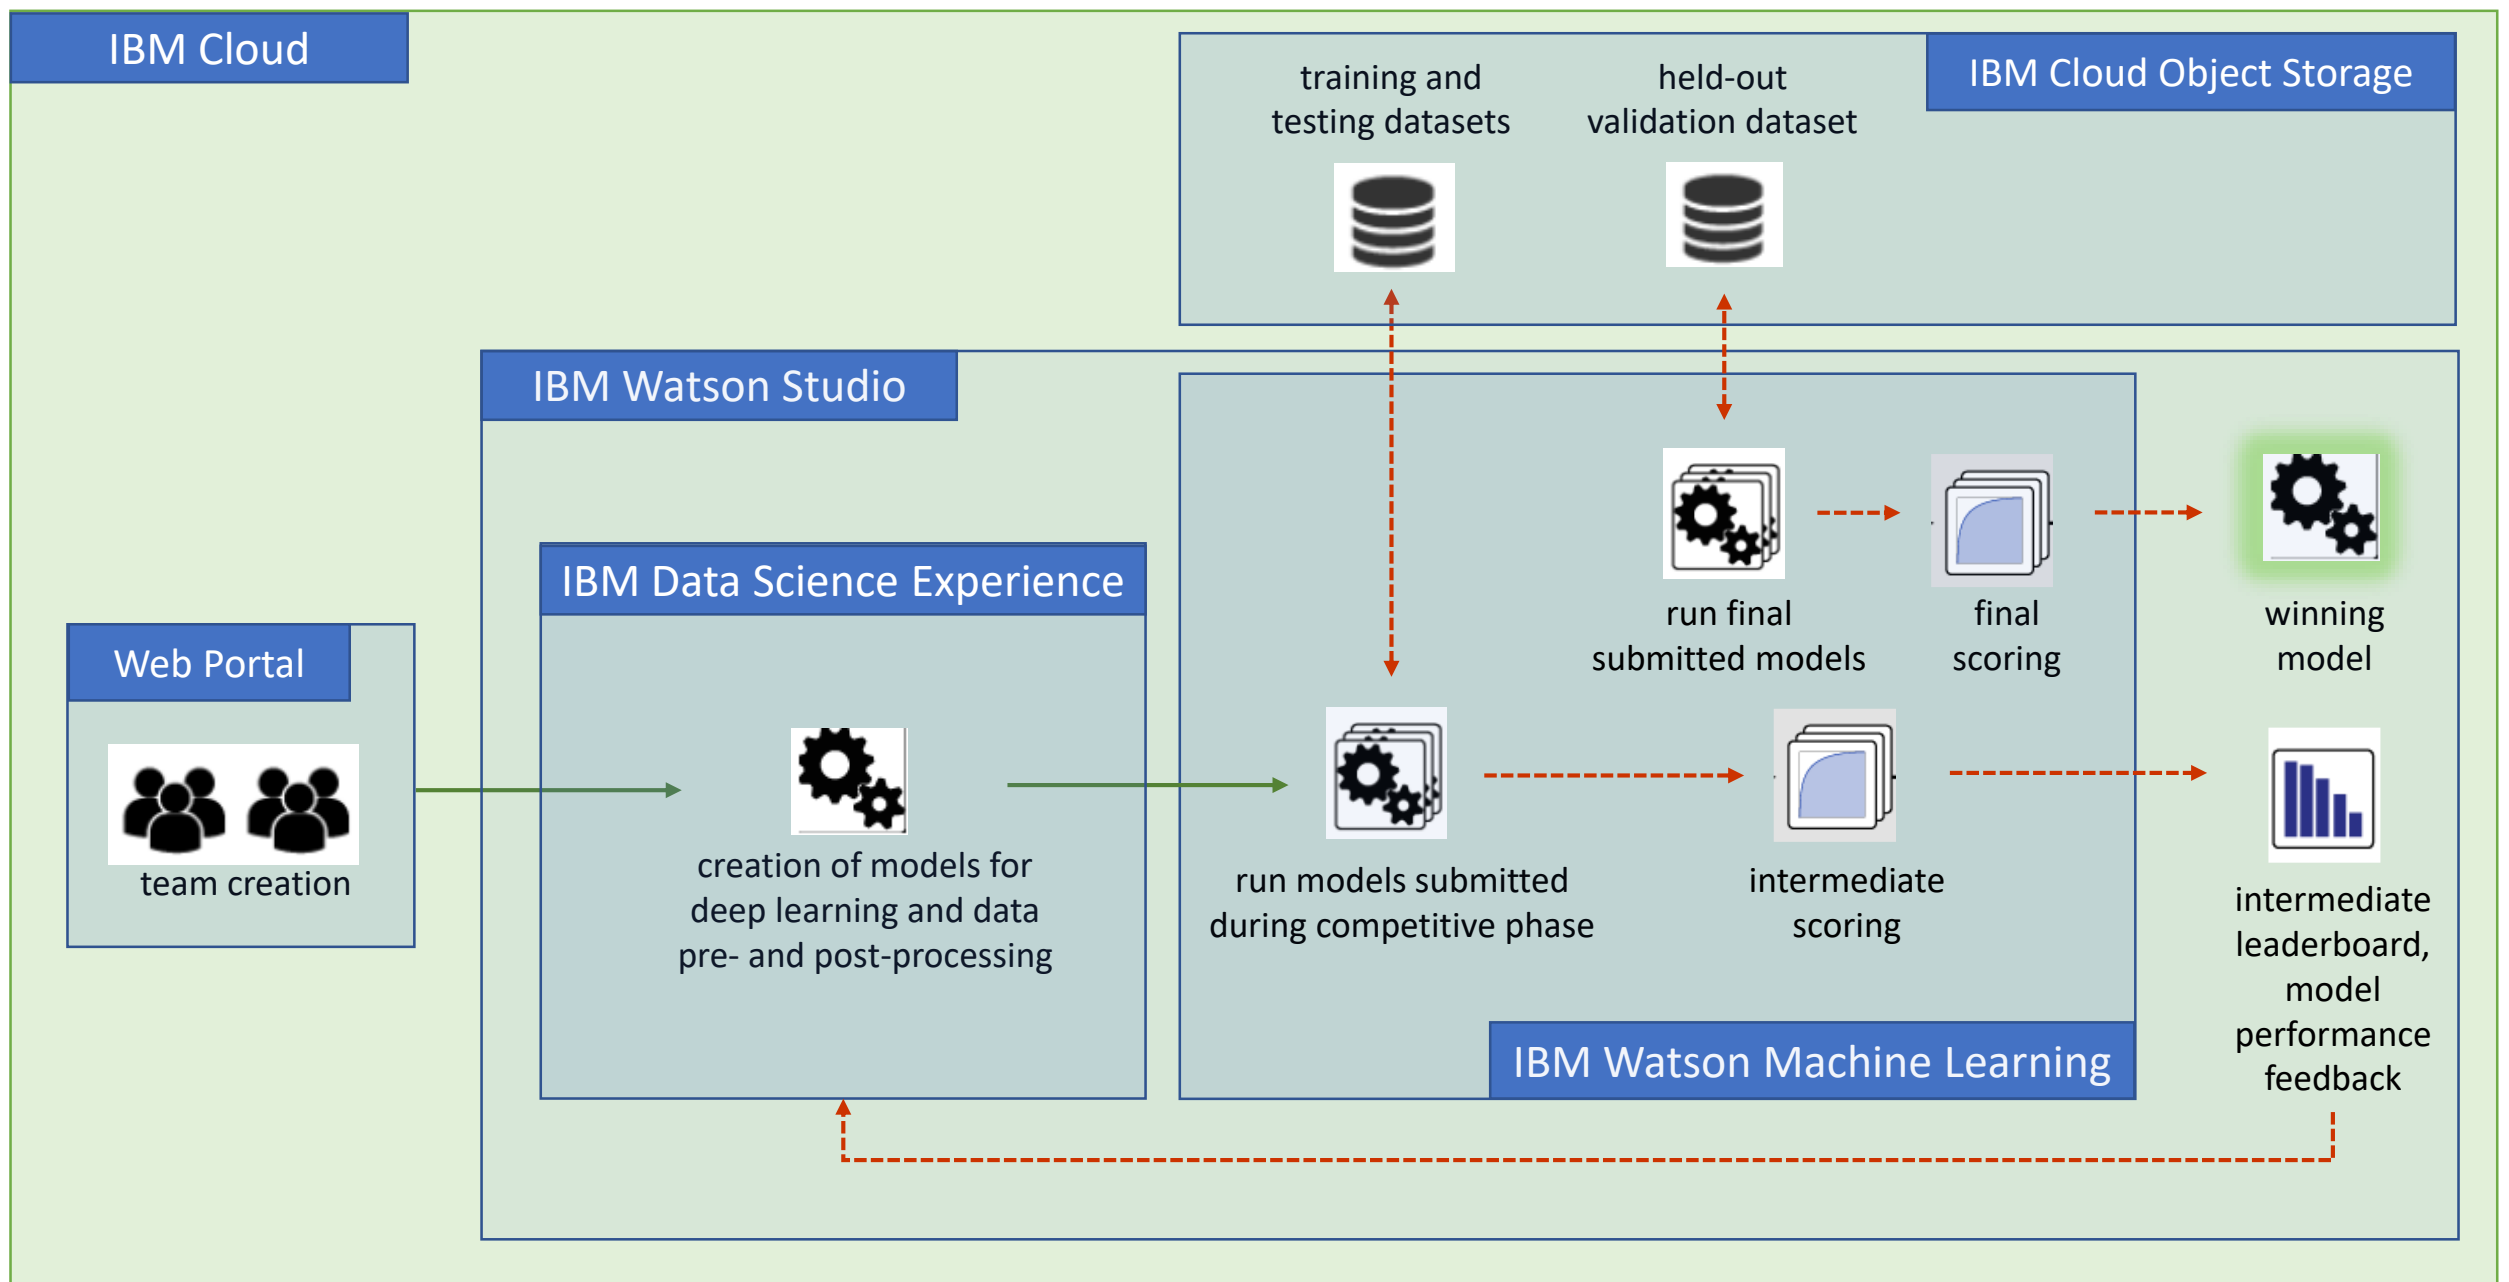 IBM Cloud
IBM Cloud Object Storage
training and
testing datasets
held-out
validation dataset
IBM Watson Studio
IBM Data Science Experience
Web Portal
team creation
creation of models for
deep learning and data
pre- and post-processing
run final
submitted models
final
scoring
winning
model
run models submitted
during competitive phase
intermediate
scoring
intermediate
leaderboard,
model
performance
feedback
IBM Watson Machine Learning